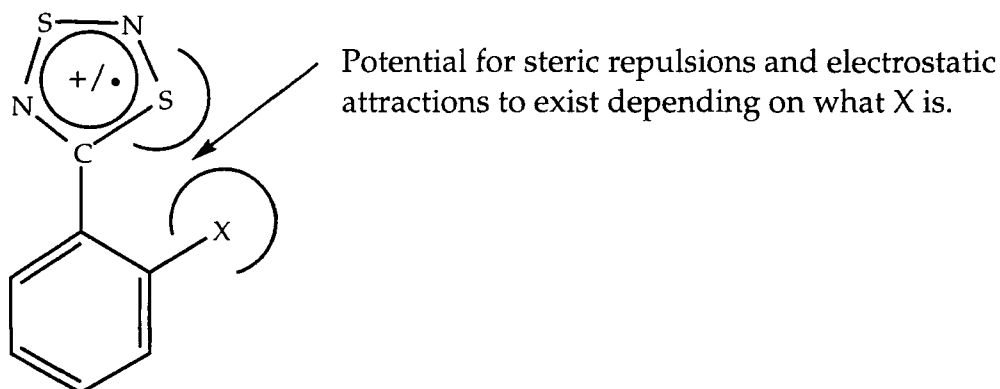 S N
+/•
N S
C
X
Potential for steric repulsions and electrostatic
attractions to exist depending on what X is.